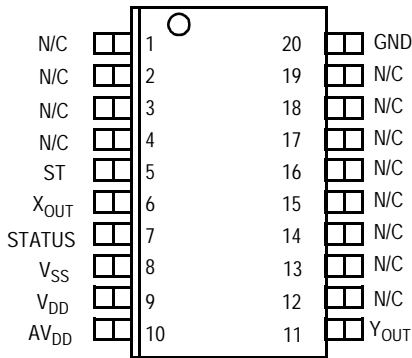 N/C 1 20 GND
N/C 2 19 N/C
N/C 3 18 N/C
N/C 4 17 N/C
ST 5 16 N/C
XOUT 6 15 N/C
STATUS 7 14 N/C
VSS 8 13 N/C
VDD 9 12 N/C
AVDD 10 11 YOUT